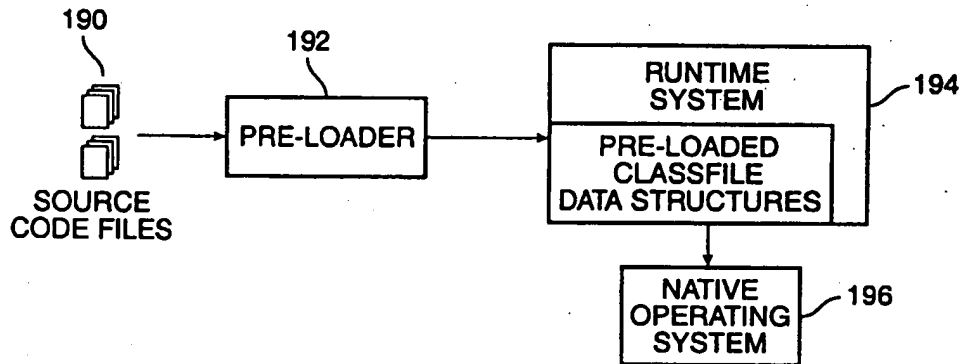 190
192
194
RUNTIME
SYSTEM
PRE-LOADER
PRE-LOADED
CLASSFILE
DATA STRUCTURES
SOURCE
CODE FILES
NATIVE
OPERATING
SYSTEM
196